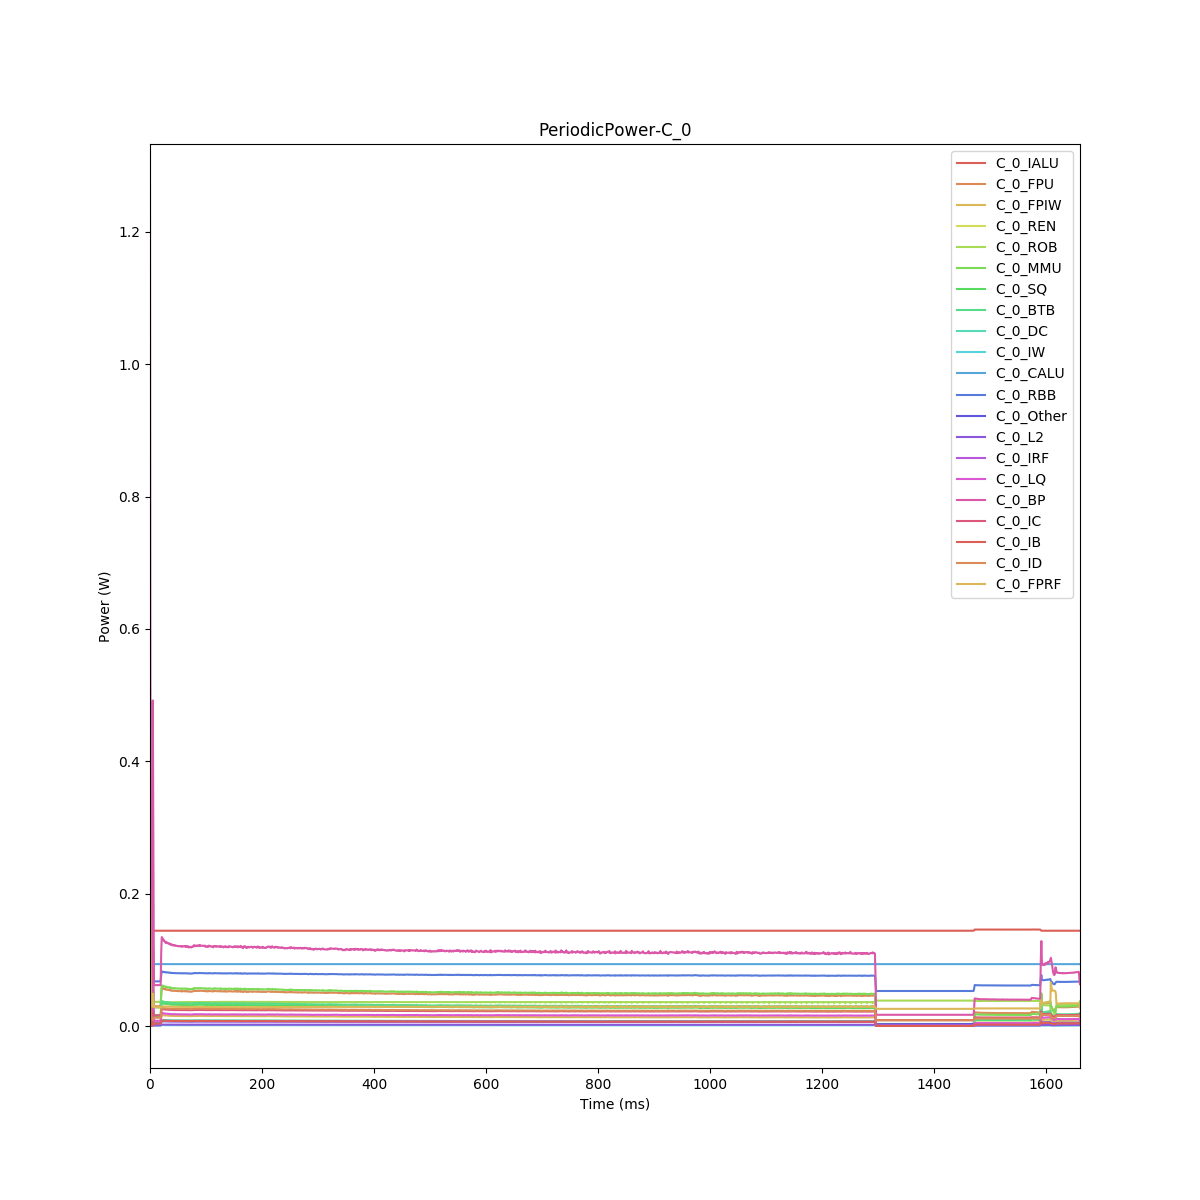 PeriodicPower-C_0
C_0_IALU
C_0_FPU
C_0_FPIW
C_0_REN
C_0_ROB
C_0_MMU
C_0_SQ
C_0_BTB
C_0_DC
C_0_IW
C_0_CALU
C_0_RBB
C_0_Other
C_0_L2
C_0_IRF
C_0_LQ
C_0_BP
C_0_IC
C_0_IB
C_0_ID
C_0_FPRF
1.2
1.0
0.8
0.6
0.4
0.2
0.0
Power (W)
0 200 400 600 800 1000 1200 1400 1600
Time (ms)